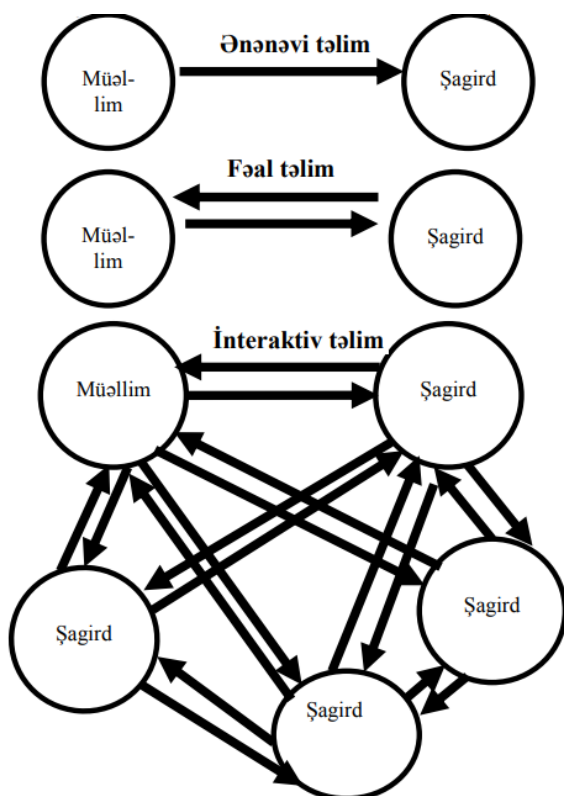 Ənənəvi təlim
Müəl-
lim
Şagird
Fəal təlim
Müəl-
lim
Şagird
İnteraktiv təlim
Müəllim
Şagird
Şagird
Şagird
Şagird